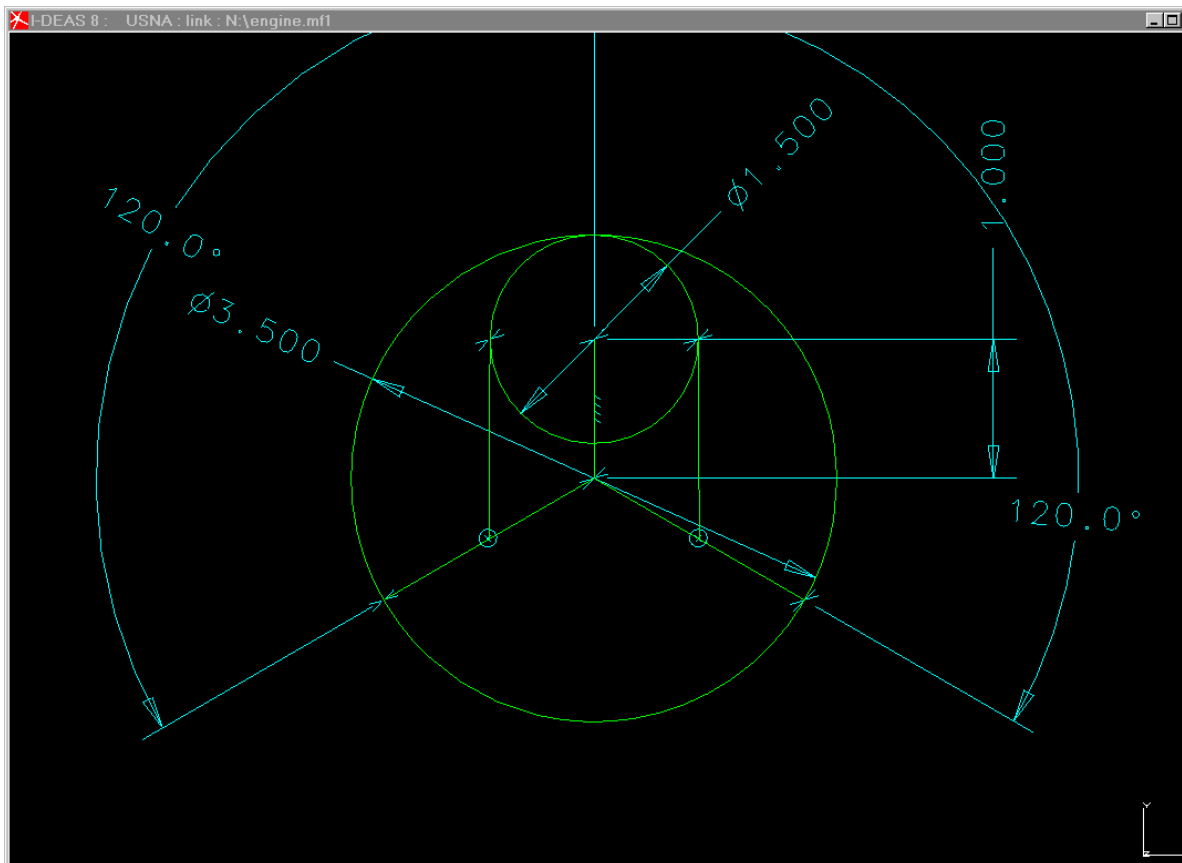 I-DEAS 8 :    USNA : link : N:\engine.mf1
Ø1.500
1.000
120.0°
Ø3.500
120.0°
Y
Z